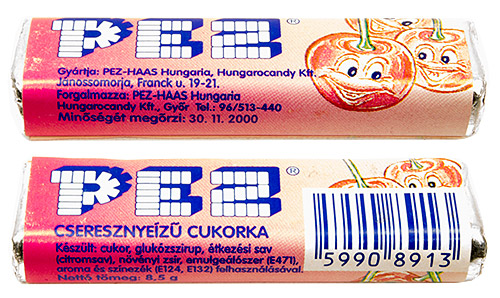 PEZ®
Gyártja: PEZ-HAAS Hungaria, Hungarocandy Kft.
Jánossomorja, Franck u. 19-21.
Forgalmazza: PEZ-HAAS Hungaria
Hungarocandy Kft., Győr Tel.: 96/513-440
Minőségét megőrzi: 30. 11. 2000
PEZ®
CSERESZNYEÍZŰ CUKORKA
Készült: cukor, glukózszirup, étkezési sav
(citromsav), növényi zsír, emulgeálószer (E471),
aroma és színezék (E124, E132) felhasználásával.
Nettó tömeg: 8,5 g
5990 8913